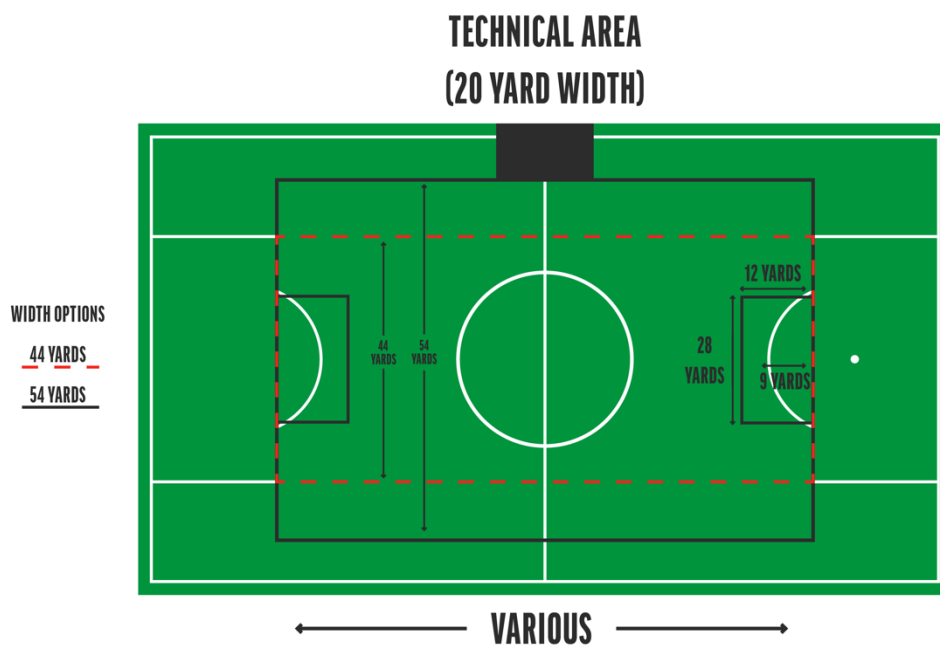 TECHNICAL AREA
(20 YARD WIDTH)
WIDTH OPTIONS
44 YARDS
54 YARDS
44
YARDS
54
YARDS
12 YARDS
28
YARDS
9 YARDS
VARIOUS